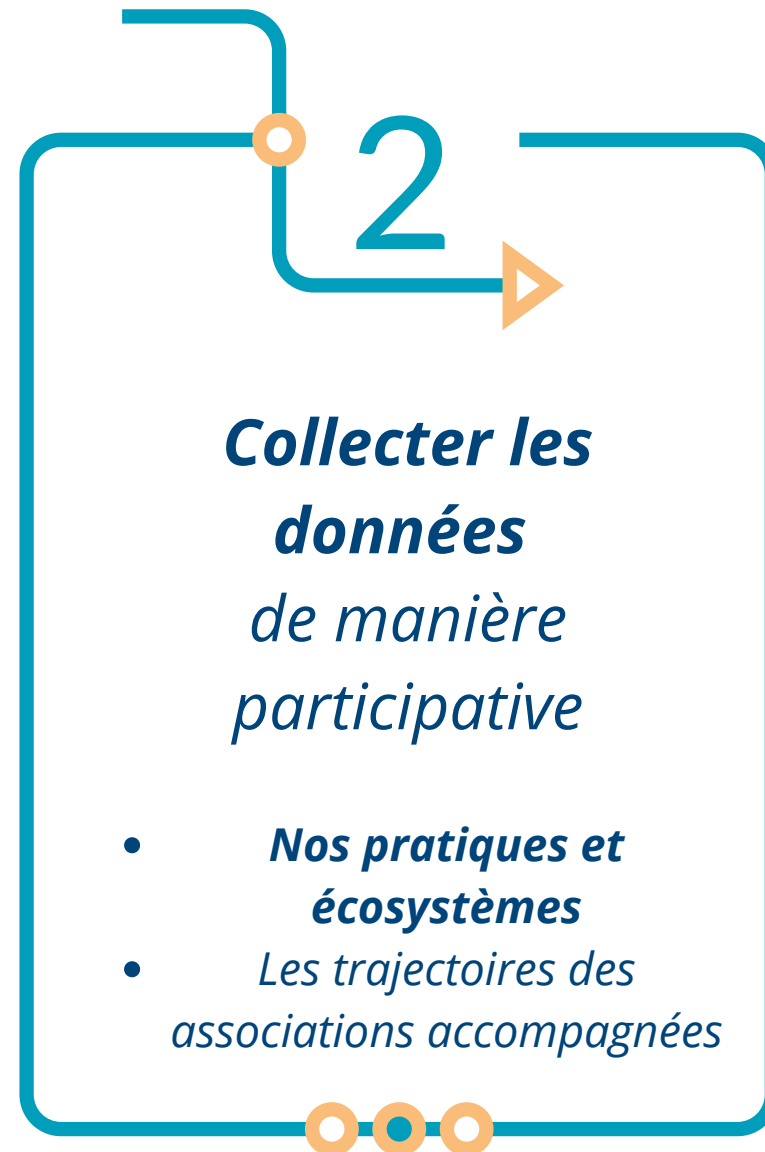 2
Collecter les
données
de manière
participative
• Nos pratiques et
écosystèmes
• Les trajectoires des
associations accompagnées